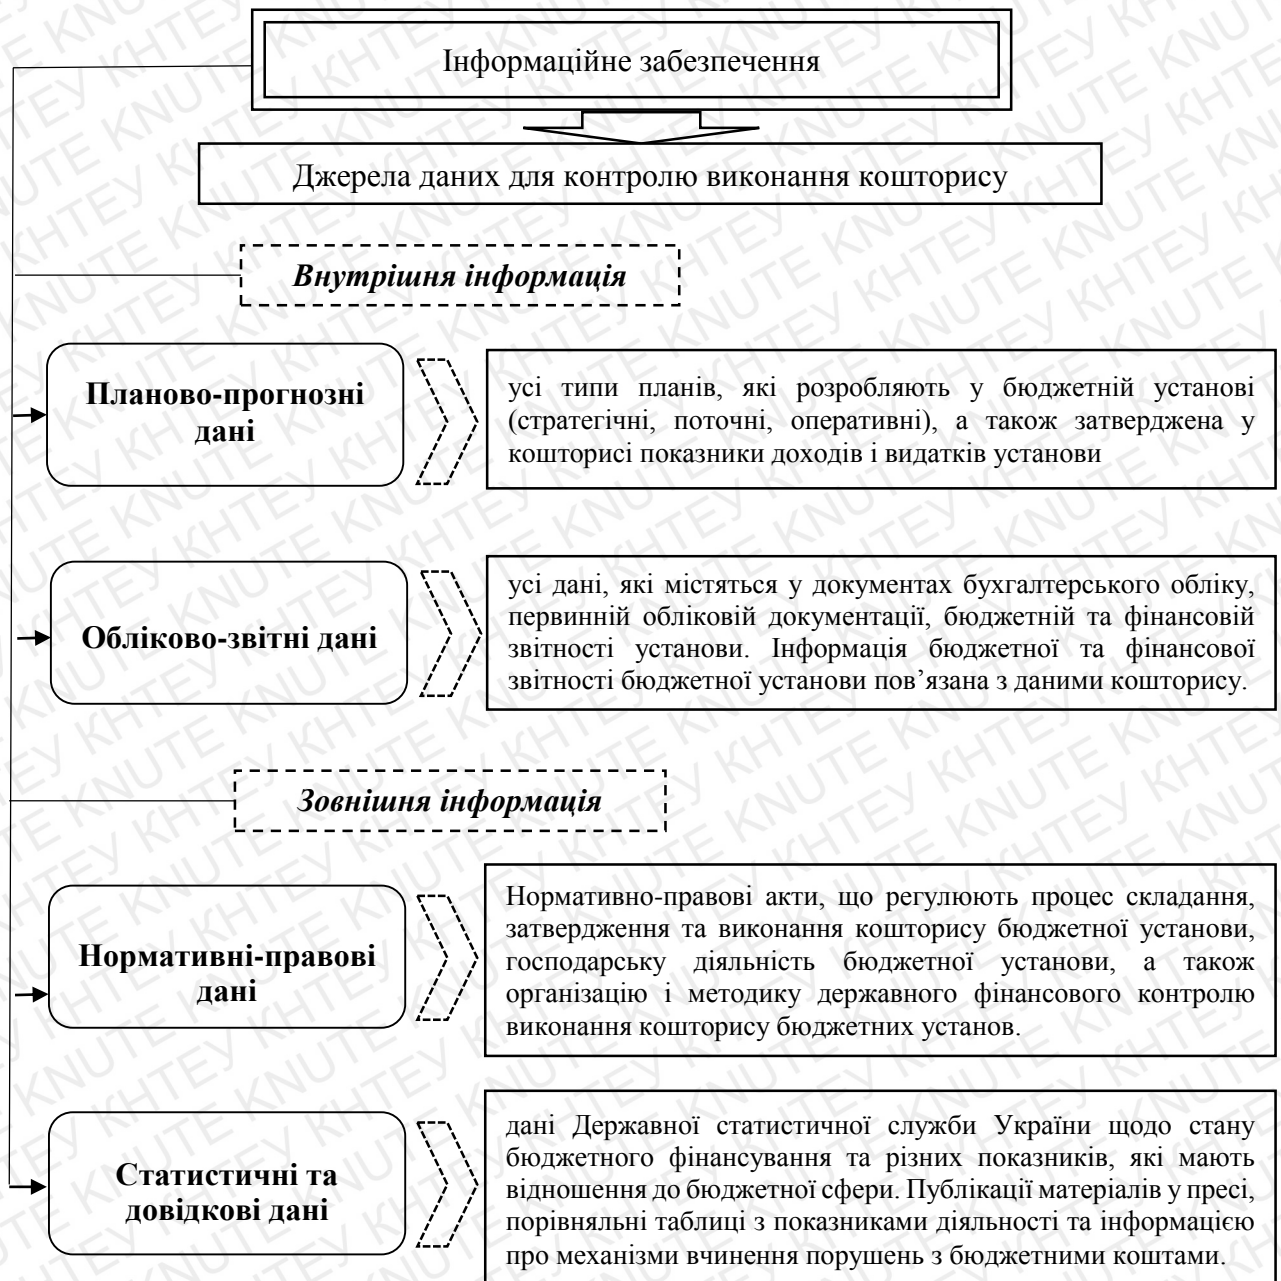 Інформаційне забезпечення
Джерела даних для контролю виконання кошторису
Внутрішня інформація
Планово-прогнозні
дані
усі типи планів, які розробляють у бюджетній установі
(стратегічні, поточні, оперативні), а також затверджена у
кошторисі показники доходів і видатків установи
Обліково-звітні дані
усі дані, які містяться у документах бухгалтерського обліку,
первинній обліковій документації, бюджетній та фінансовій
звітності установи. Інформація бюджетної та фінансової
звітності бюджетної установи пов’язана з даними кошторису.
Зовнішня інформація
Нормативні-правові
дані
Нормативно-правові акти, що регулюють процес складання,
затвердження та виконання кошторису бюджетної установи,
господарську діяльність бюджетної установи, а також
організацію і методику державного фінансового контролю
виконання кошторису бюджетних установ.
Статистичні та
довідкові дані
дані Державної статистичної служби України щодо стану
бюджетного фінансування та різних показників, які мають
відношення до бюджетної сфери. Публікації матеріалів у пресі,
порівняльні таблиці з показниками діяльності та інформацією
про механізми вчинення порушень з бюджетними коштами.